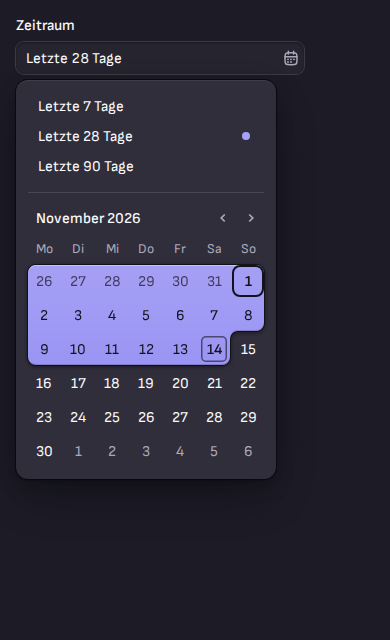 Zeitraum
Letzte 28 Tage
Letzte 7 Tage
Letzte 28 Tage
Letzte 90 Tage
November 2026
Mo Di Mi Do Fr Sa So
26 27 28 29 30 31 1
2 3 4 5 6 7 8
9 10 11 12 13 14 15
16 17 18 19 20 21 22
23 24 25 26 27 28 29
30 1 2 3 4 5 6